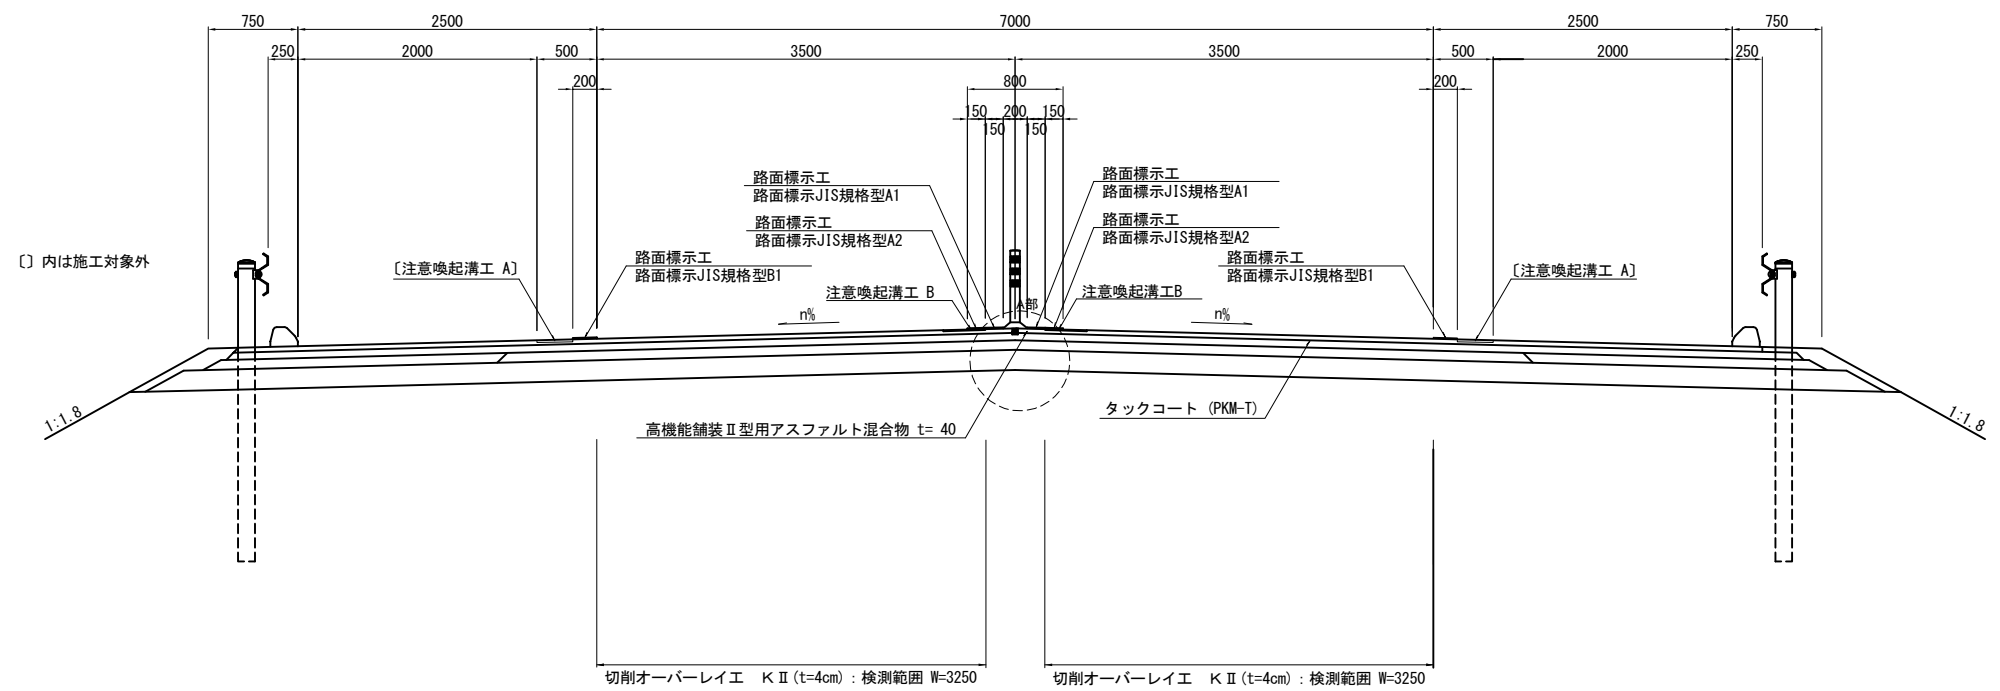 750
2500
7000
2500
750
250
2000
500
3500
3500
500
2000
250
200
800
200
150
200
150
150
150
路面標示工
路面標示JIS規格型A1
路面標示工
路面標示JIS規格型A1
路面標示工
路面標示JIS規格型A2
路面標示工
路面標示JIS規格型A2
〔〕内は施工対象外
〔注意喚起溝工 A〕
路面標示工
路面標示JIS規格型B1
路面標示工
路面標示JIS規格型B1
〔注意喚起溝工 A〕
注意喚起溝工 B
注意喚起溝工B
A部
n%
n%
1:1.8
1:1.8
タックコート (PKM-T)
高機能舗装Ⅱ型用アスファルト混合物 t= 40
切削オーバーレイエ KⅡ(t=4cm) : 検測範囲 W=3250
切削オーバーレイエ KⅡ(t=4cm) : 検測範囲 W=3250